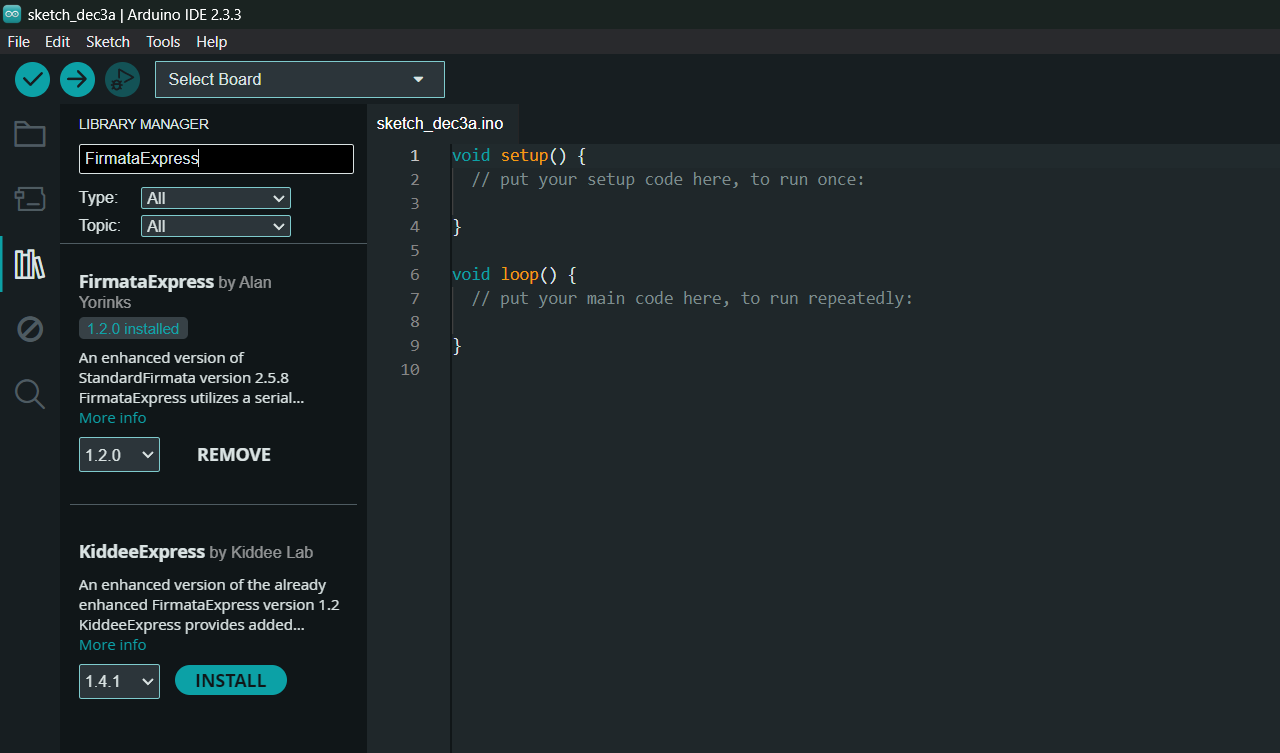 sketch_dec3a | Arduino IDE 2.3.3
File Edit Sketch Tools Help
Select Board
LIBRARY MANAGER
FirmataExpress
Type: All
Topic: All
FirmataExpress by Alan
Yorinks
1.2.0 installed
An enhanced version of
StandardFirmata version 2.5.8
FirmataExpress utilizes a serial...
More info
1.2.0 REMOVE
KiddeeExpress by Kiddee Lab
An enhanced version of the already
enhanced FirmataExpress version 1.2
KiddeeExpress provides added...
More info
1.4.1 INSTALL
sketch_dec3a.ino
1 void setup() {
2 // put your setup code here, to run once:
3
4 }
5
6 void loop() {
7 // put your main code here, to run repeatedly:
8
9 }
10